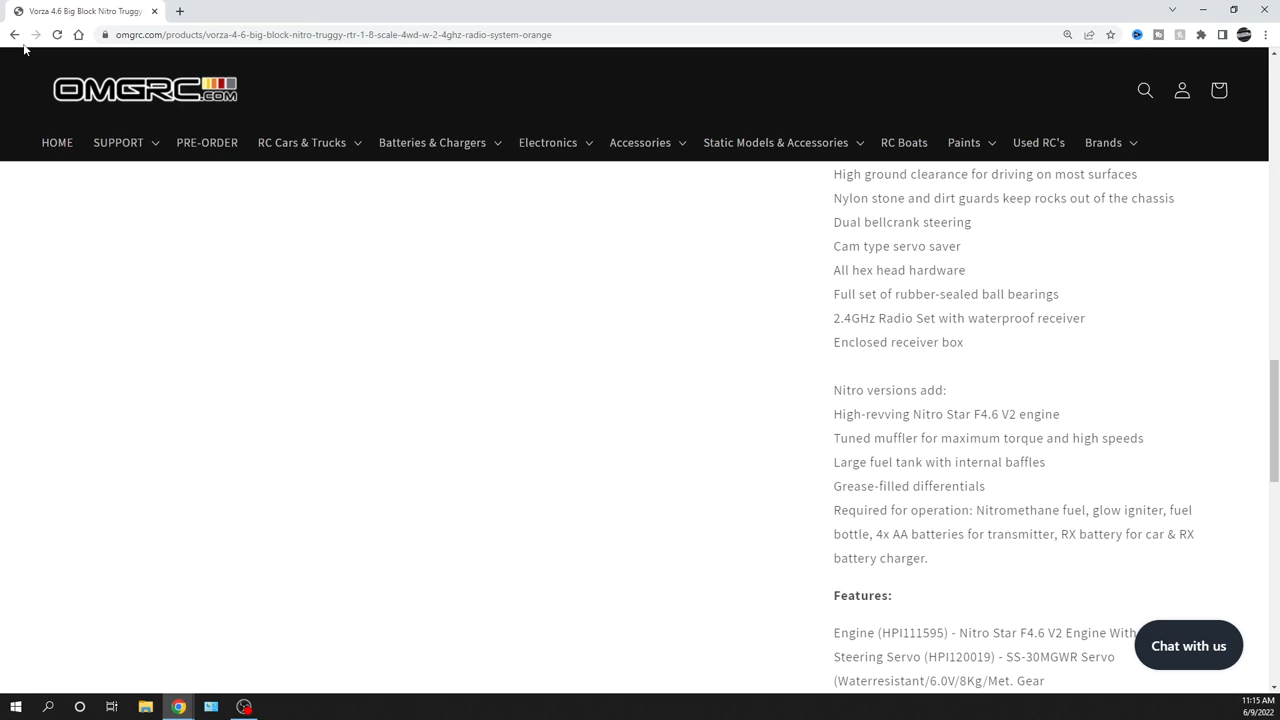 Vorza 4.6 Big Block Nitro Truggy
omgrc.com/products/vorza-4-6-big-block-nitro-truggy-rtr-1-8-scale-4wd-w-2-4ghz-radio-system-orange
OMGRC.COM
HOME SUPPORT PRE-ORDER RC Cars & Trucks Batteries & Chargers Electronics Accessories Static Models & Accessories RC Boats Paints Used RC's Brands
High ground clearance for driving on most surfaces
Nylon stone and dirt guards keep rocks out of the chassis
Dual bellcrank steering
Cam type servo saver
All hex head hardware
Full set of rubber-sealed ball bearings
2.4GHz Radio Set with waterproof receiver
Enclosed receiver box
Nitro versions add:
High-revving Nitro Star F4.6 V2 engine
Tuned muffler for maximum torque and high speeds
Large fuel tank with internal baffles
Grease-filled differentials
Required for operation: Nitromethane fuel, glow igniter, fuel
bottle, 4x AA batteries for transmitter, RX battery for car & RX
battery charger.
Features:
Engine (HPI111595) - Nitro Star F4.6 V2 Engine With
Steering Servo (HPI120019) - SS-30MGWR Servo
(Waterresistant/6.0V/8Kg/Met. Gear
Chat with us
11:15 AM
6/9/2022